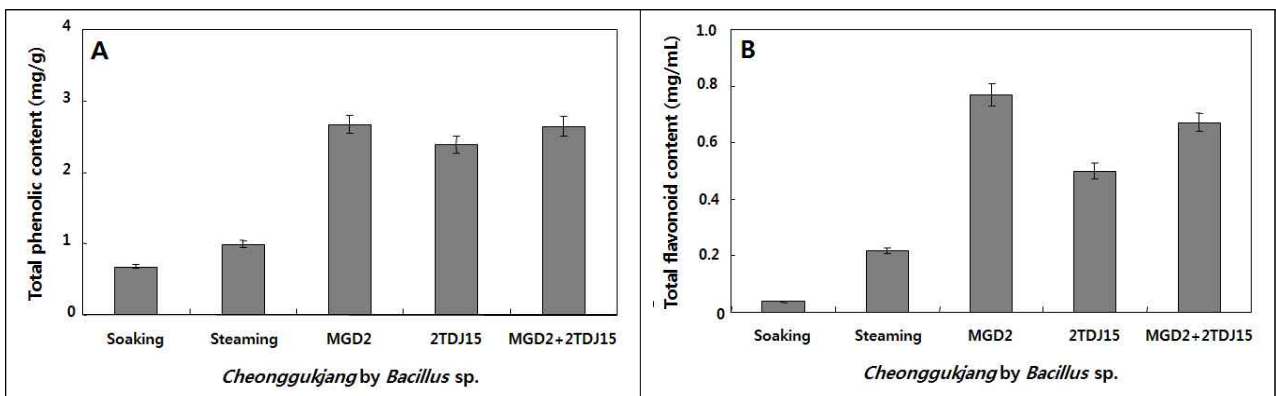 A
Total phenolic content (mg/g)
4
3
2
1
0
Soaking Steaming MGD2 2TDJ15 MGD2+2TDJ15
Cheonggukjang by Bacillus sp.
B
Total flavonoid content (mg/mL)
1.0
0.8
0.6
0.4
0.2
0
Soaking Steaming MGD2 2TDJ15 MGD2+2TDJ15
Cheonggukjang by Bacillus sp.